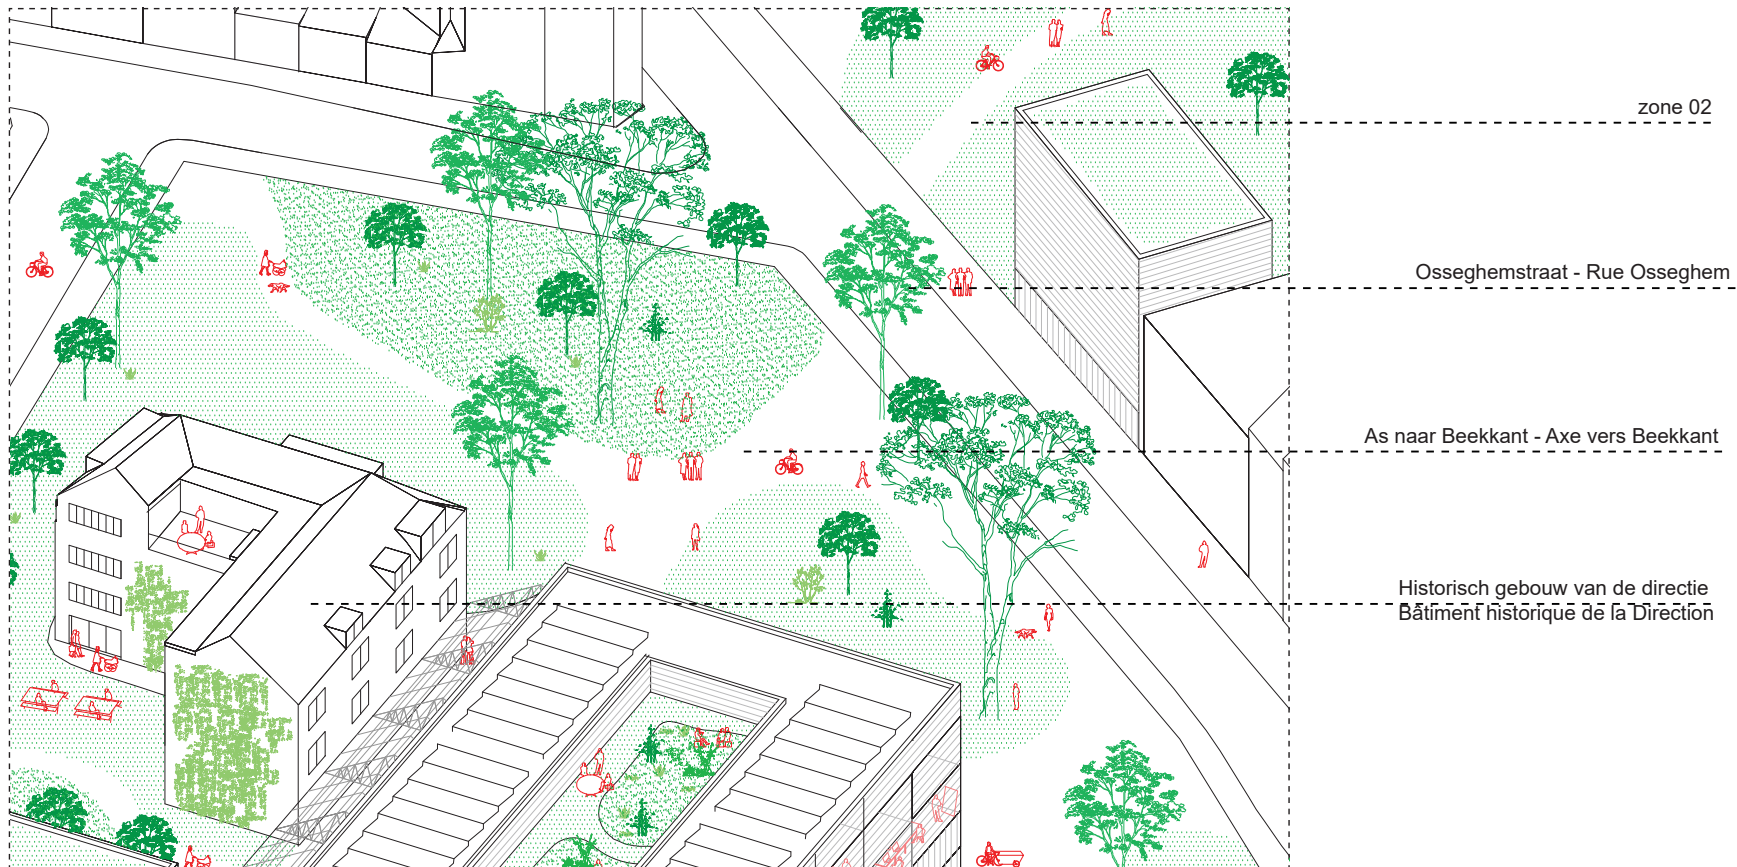 zone 02
Osseghemstraat - Rue Osseghem
As naar Beekkant - Axe vers Beekkant
Historisch gebouw van de directie
Bâtiment historique de la Direction